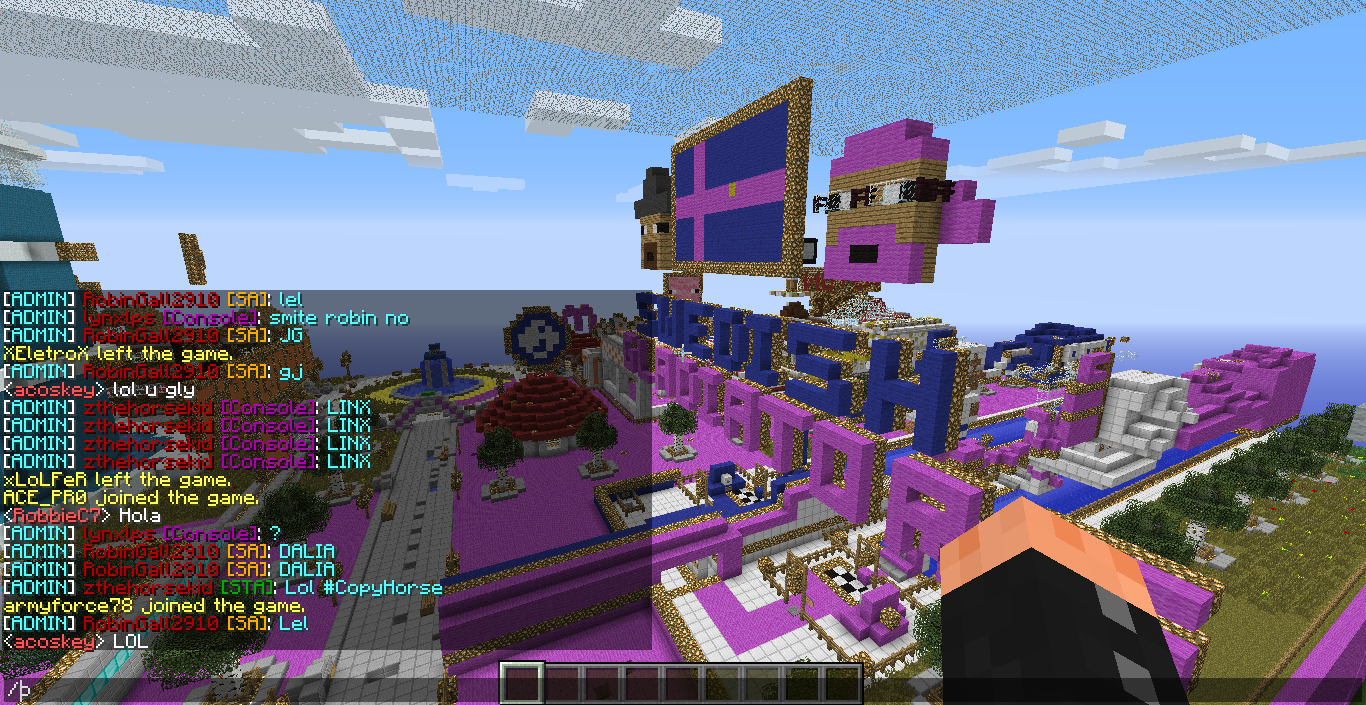 [ADMIN] RobinGall2910 [SA]: lel
[ADMIN] lynxlps [Console]: smite robin no
[ADMIN] RobinGall2910 [SA]: JG
XEletroX left the game.
[ADMIN] RobinGall2910 [SA]: gj
<acoskey> lol u gly
[ADMIN] zthehorsekid [Console]: LINX
[ADMIN] zthehorsekid [Console]: LINX
[ADMIN] zthehorsekid [Console]: LINX
[ADMIN] zthehorsekid [Console]: LINX
xLoLFeR left the game.
ACE_PR0 joined the game.
<RobbieC7> Hola
[ADMIN] lynxlps [Console]: ?
[ADMIN] RobinGall2910 [SA]: DALIA
[ADMIN] RobinGall2910 [SA]: DALIA
[ADMIN] zthehorsekid [STA]: Lol #CopyHorse
armyforce78 joined the game.
[ADMIN] RobinGall2910 [SA]: Lel
<acoskey> LOL
/b
SWEDISH